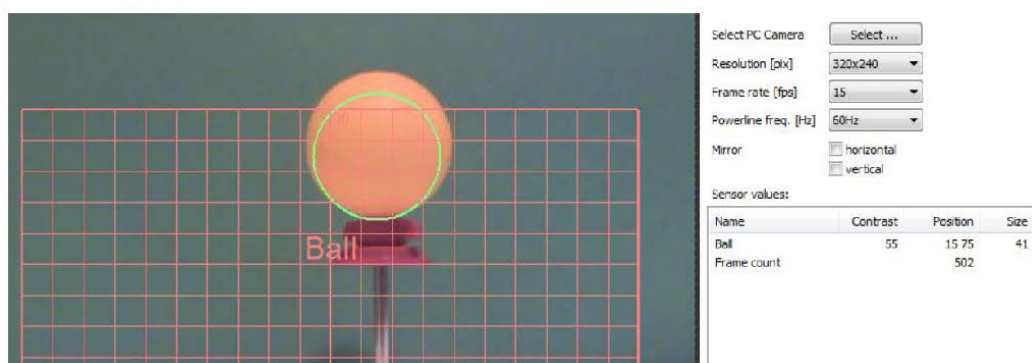 Select PC Camera Select ...
Resolution [pix] 320x240
Frame rate [fps] 15
Powerline freq. [Hz] 60Hz
Mirror horizontal
vertical
Sensor values:
Name Contrast Position Size
Ball 55 15 75 41
Frame count 502
Ball